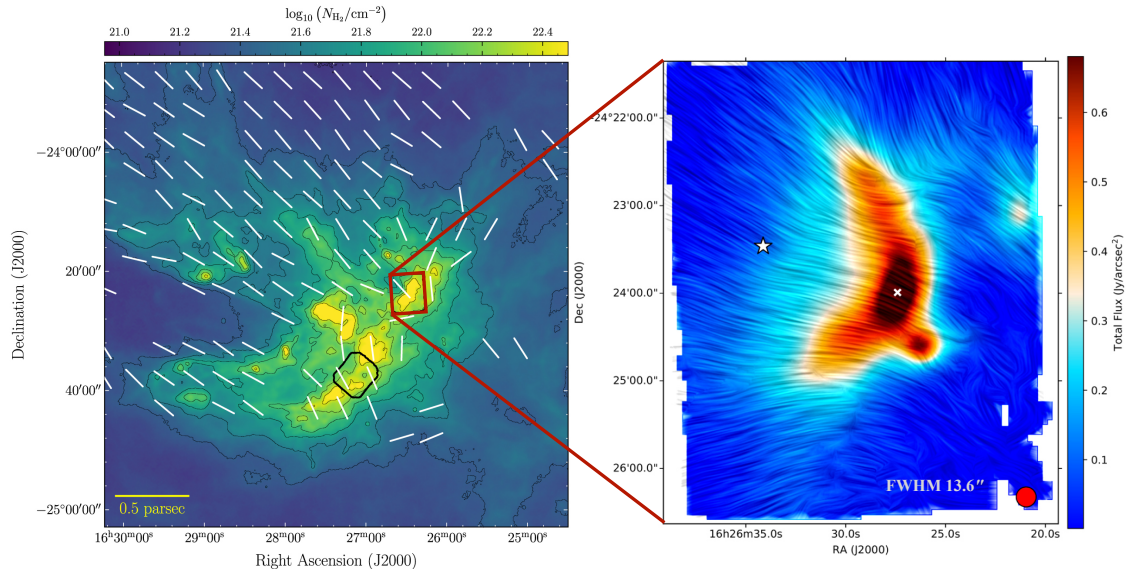 log₁₀ (N_H₂/cm⁻²)
21.0 21.2 21.4 21.6 21.8 22.0 22.2 22.4
Declination (J2000)
−24°00′00″
20′00″
40′00″
−25°00′00″
0.5 parsec
16ʰ30ᵐ00ˢ 29ᵐ00ˢ 28ᵐ00ˢ 27ᵐ00ˢ 26ᵐ00ˢ 25ᵐ00ˢ
Right Ascension (J2000)
Dec (J2000)
−24°22'00.0"
23'00.0"
24'00.0"
25'00.0"
26'00.0"
FWHM 13.6″
16ʰ26ᵐ35.0s 30.0s 25.0s 20.0s
RA (J2000)
0.6
0.5
0.4
0.3
0.2
0.1
Total Flux (Jy/arcsec²)